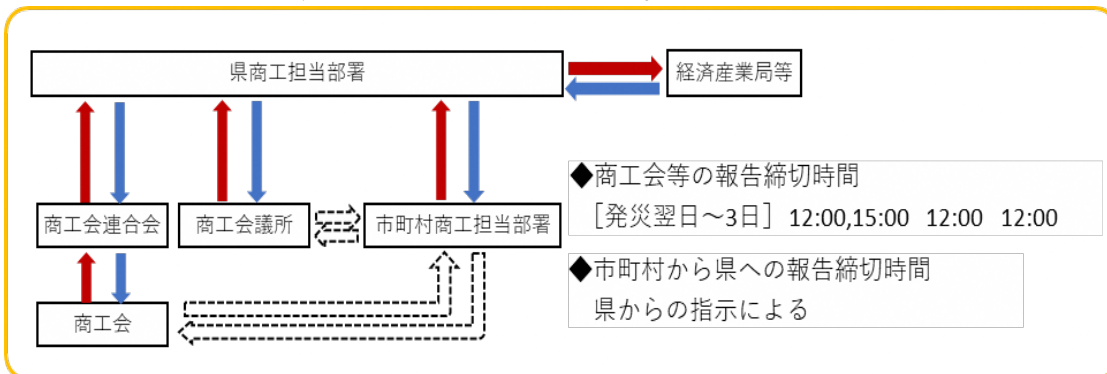 県商工担当部署
経済産業局等
商工会連合会
商工会議所
市町村商工担当部署
商工会
◆商工会等の報告締切時間
［発災翌日～3日］ 12:00,15:00 12:00 12:00
◆市町村から県への報告締切時間
県からの指示による